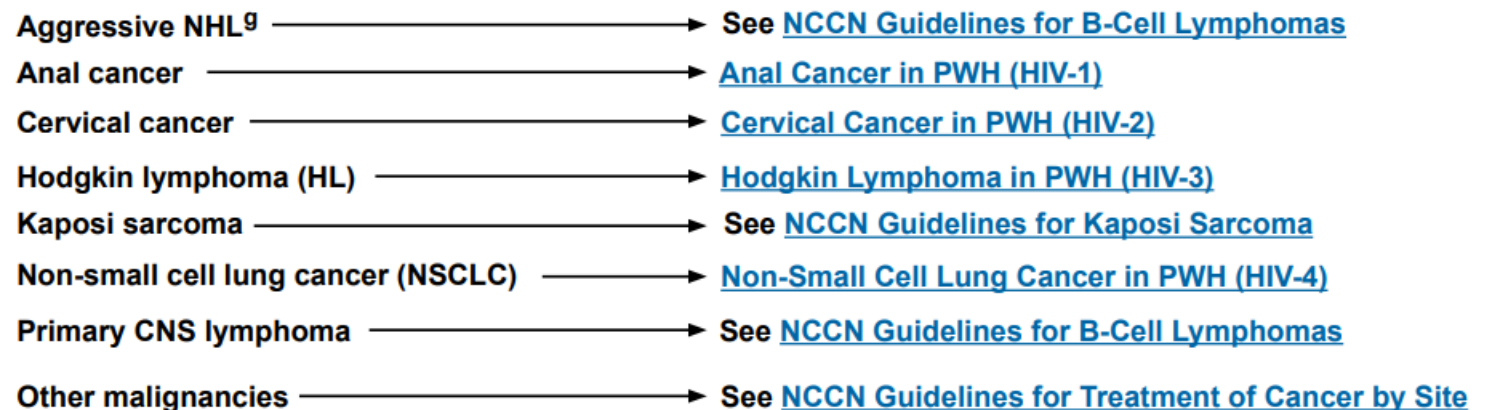 Aggressive NHLg See NCCN Guidelines for B-Cell Lymphomas
Anal cancer Anal Cancer in PWH (HIV-1)
Cervical cancer Cervical Cancer in PWH (HIV-2)
Hodgkin lymphoma (HL) Hodgkin Lymphoma in PWH (HIV-3)
Kaposi sarcoma See NCCN Guidelines for Kaposi Sarcoma
Non-small cell lung cancer (NSCLC) Non-Small Cell Lung Cancer in PWH (HIV-4)
Primary CNS lymphoma See NCCN Guidelines for B-Cell Lymphomas
Other malignancies See NCCN Guidelines for Treatment of Cancer by Site